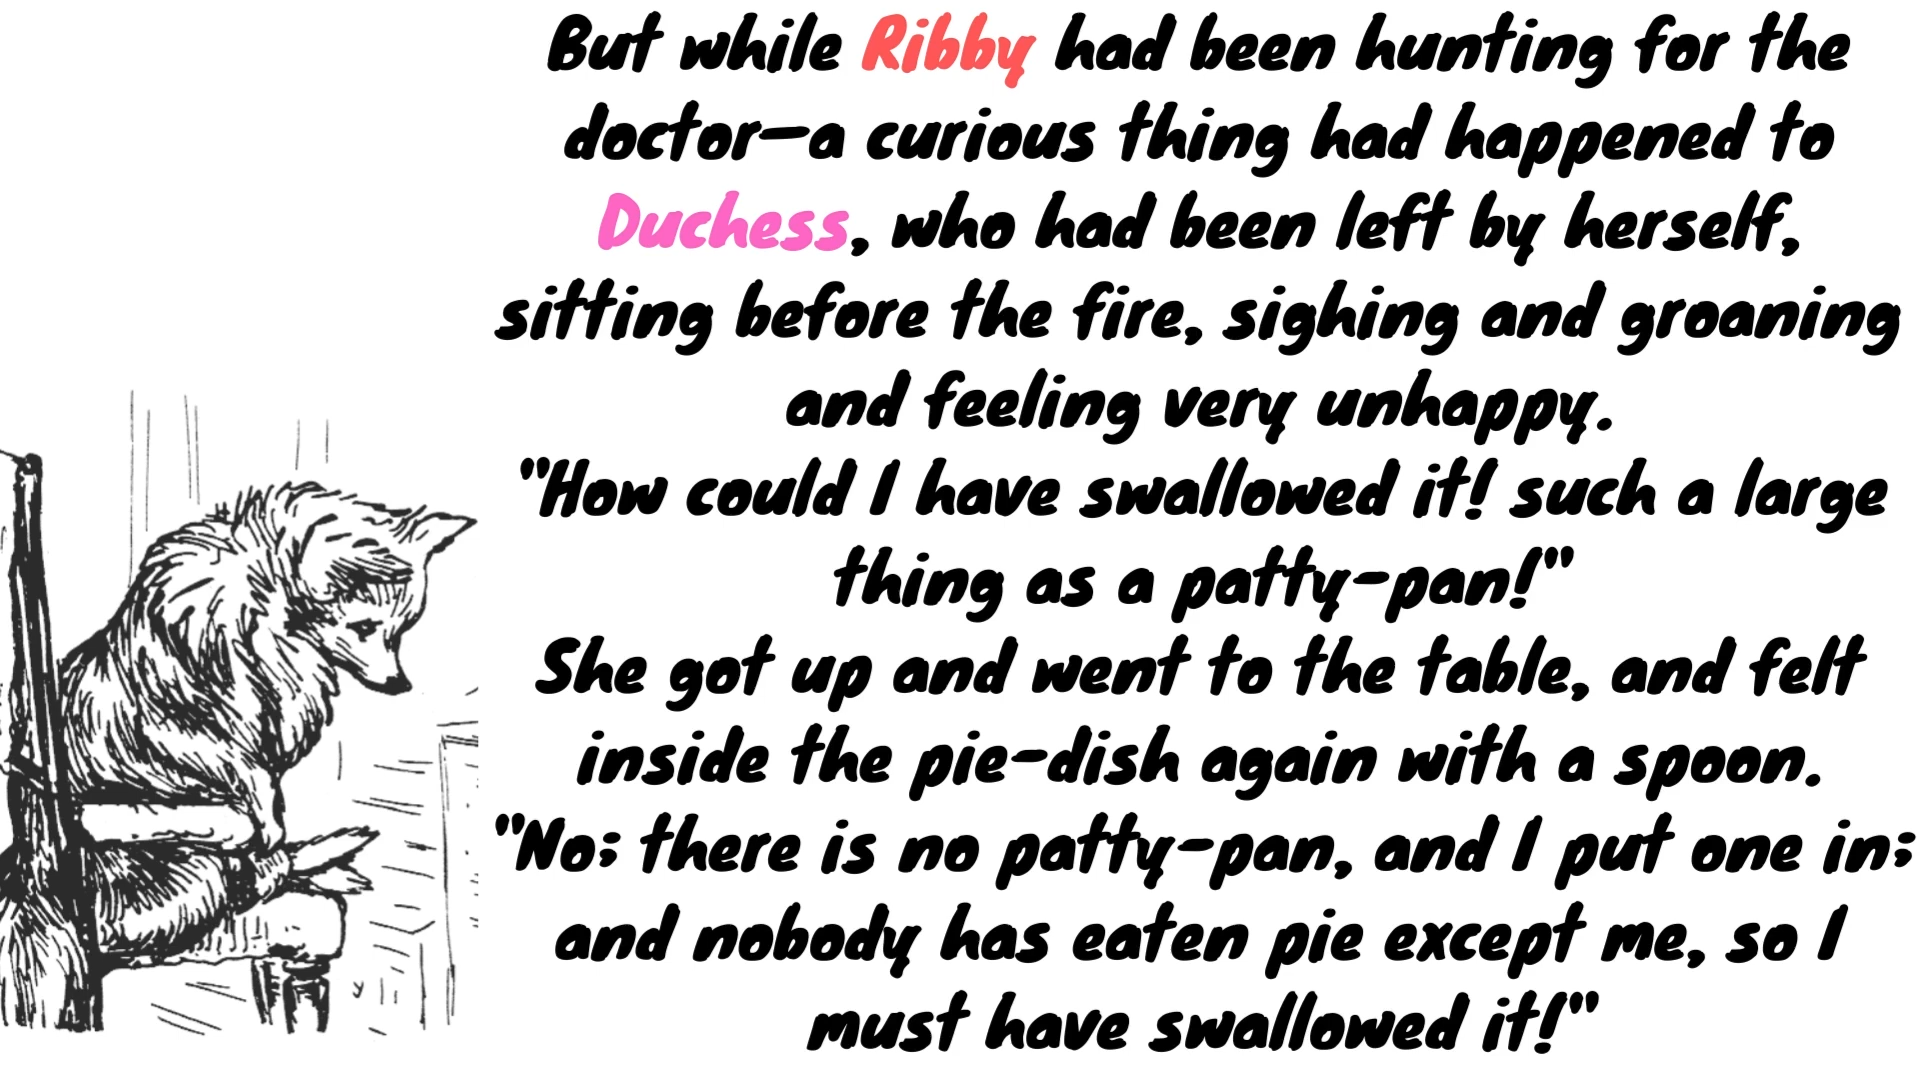 But while Ribby had been hunting for the
doctor—a curious thing had happened to
Duchess, who had been left by herself,
sitting before the fire, sighing and groaning
and feeling very unhappy.
"How could I have swallowed it! such a large
thing as a patty-pan!"
She got up and went to the table, and felt
inside the pie-dish again with a spoon.
"No; there is no patty-pan, and I put one in;
and nobody has eaten pie except me, so I
must have swallowed it!"